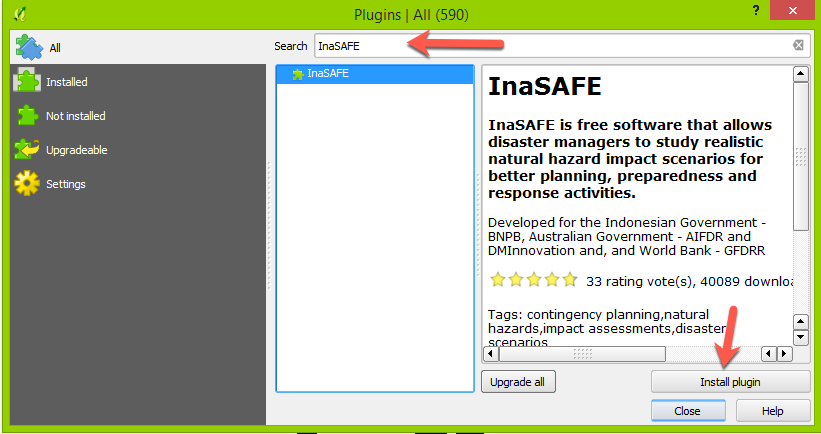 Plugins | All (590)
?
x
All
Search
InaSAFE
Installed
Not installed
Upgradeable
Settings
InaSAFE
InaSAFE
InaSAFE is free software that allows
disaster managers to study realistic
natural hazard impact scenarios for
better planning, preparedness and
response activities.
Developed for the Indonesian Government -
BNPB, Australian Government - AIFDR and
DMInnovation and, and World Bank - GFDRR
33 rating vote(s), 40089 downloa
Tags: contingency planning,natural
hazards,impact assessments,disaster
scenarios
Upgrade all
Install plugin
Close
Help